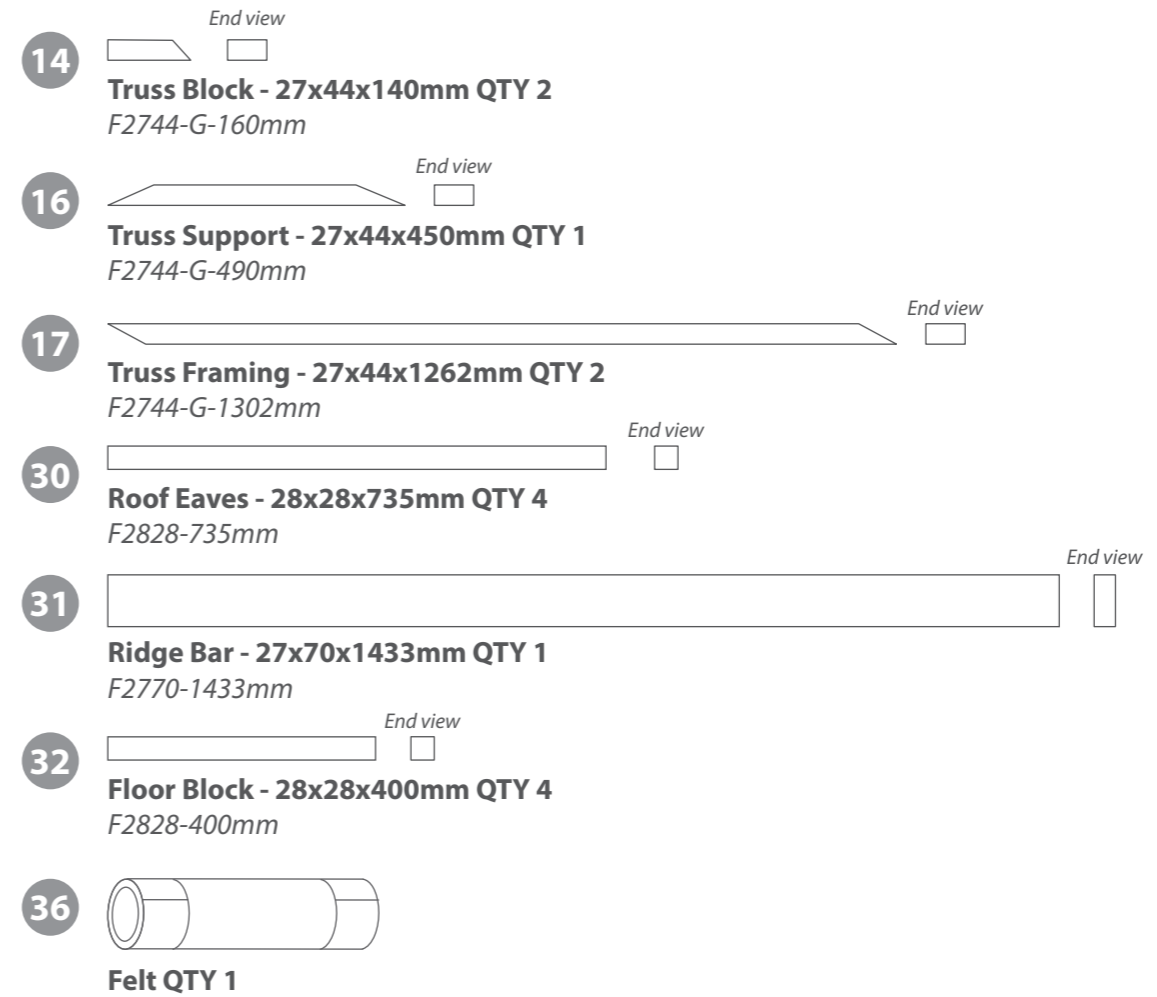 End view
14
Truss Block - 27x44x140mm QTY 2
F2744-G-160mm
End view
16
Truss Support - 27x44x450mm QTY 1
F2744-G-490mm
End view
17
Truss Framing - 27x44x1262mm QTY 2
F2744-G-1302mm
End view
30
Roof Eaves - 28x28x735mm QTY 4
F2828-735mm
End view
31
Ridge Bar - 27x70x1433mm QTY 1
F2770-1433mm
End view
32
Floor Block - 28x28x400mm QTY 4
F2828-400mm
36
Felt QTY 1